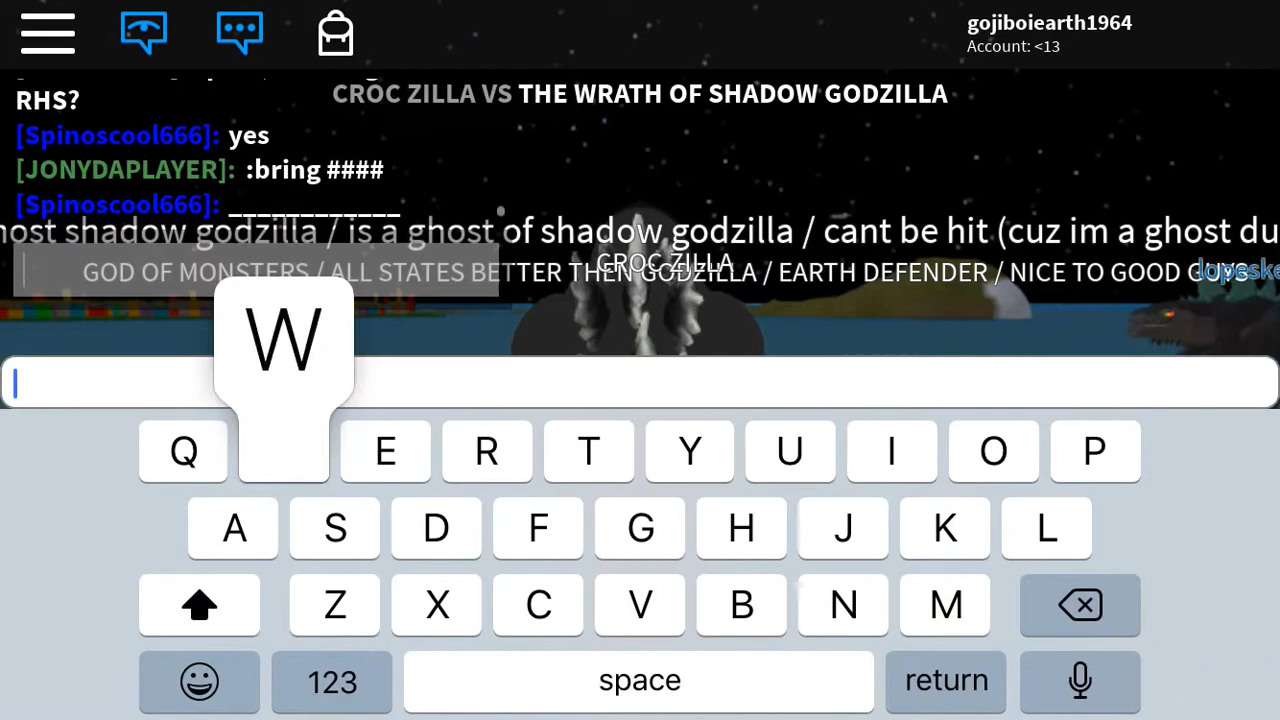 gojiboiearth1964
Account: <13
CROC ZILLA VS THE WRATH OF SHADOW GODZILLA
RHS?
[Spinoscool666]: yes
[JONYDAPLAYER]: :bring ####
[Spinoscool666]: ____________
host shadow godzilla / is a ghost of shadow godzilla / cant be hit (cuz im a ghost du
CROC ZILLA
GOD OF MONSTERS / ALL STATES BETTER THEN GODZILLA / EARTH DEFENDER / NICE TO GOOD GUYS
W
Q E R T Y U I O P
A S D F G H J K L
Z X C V B N M
123 space return